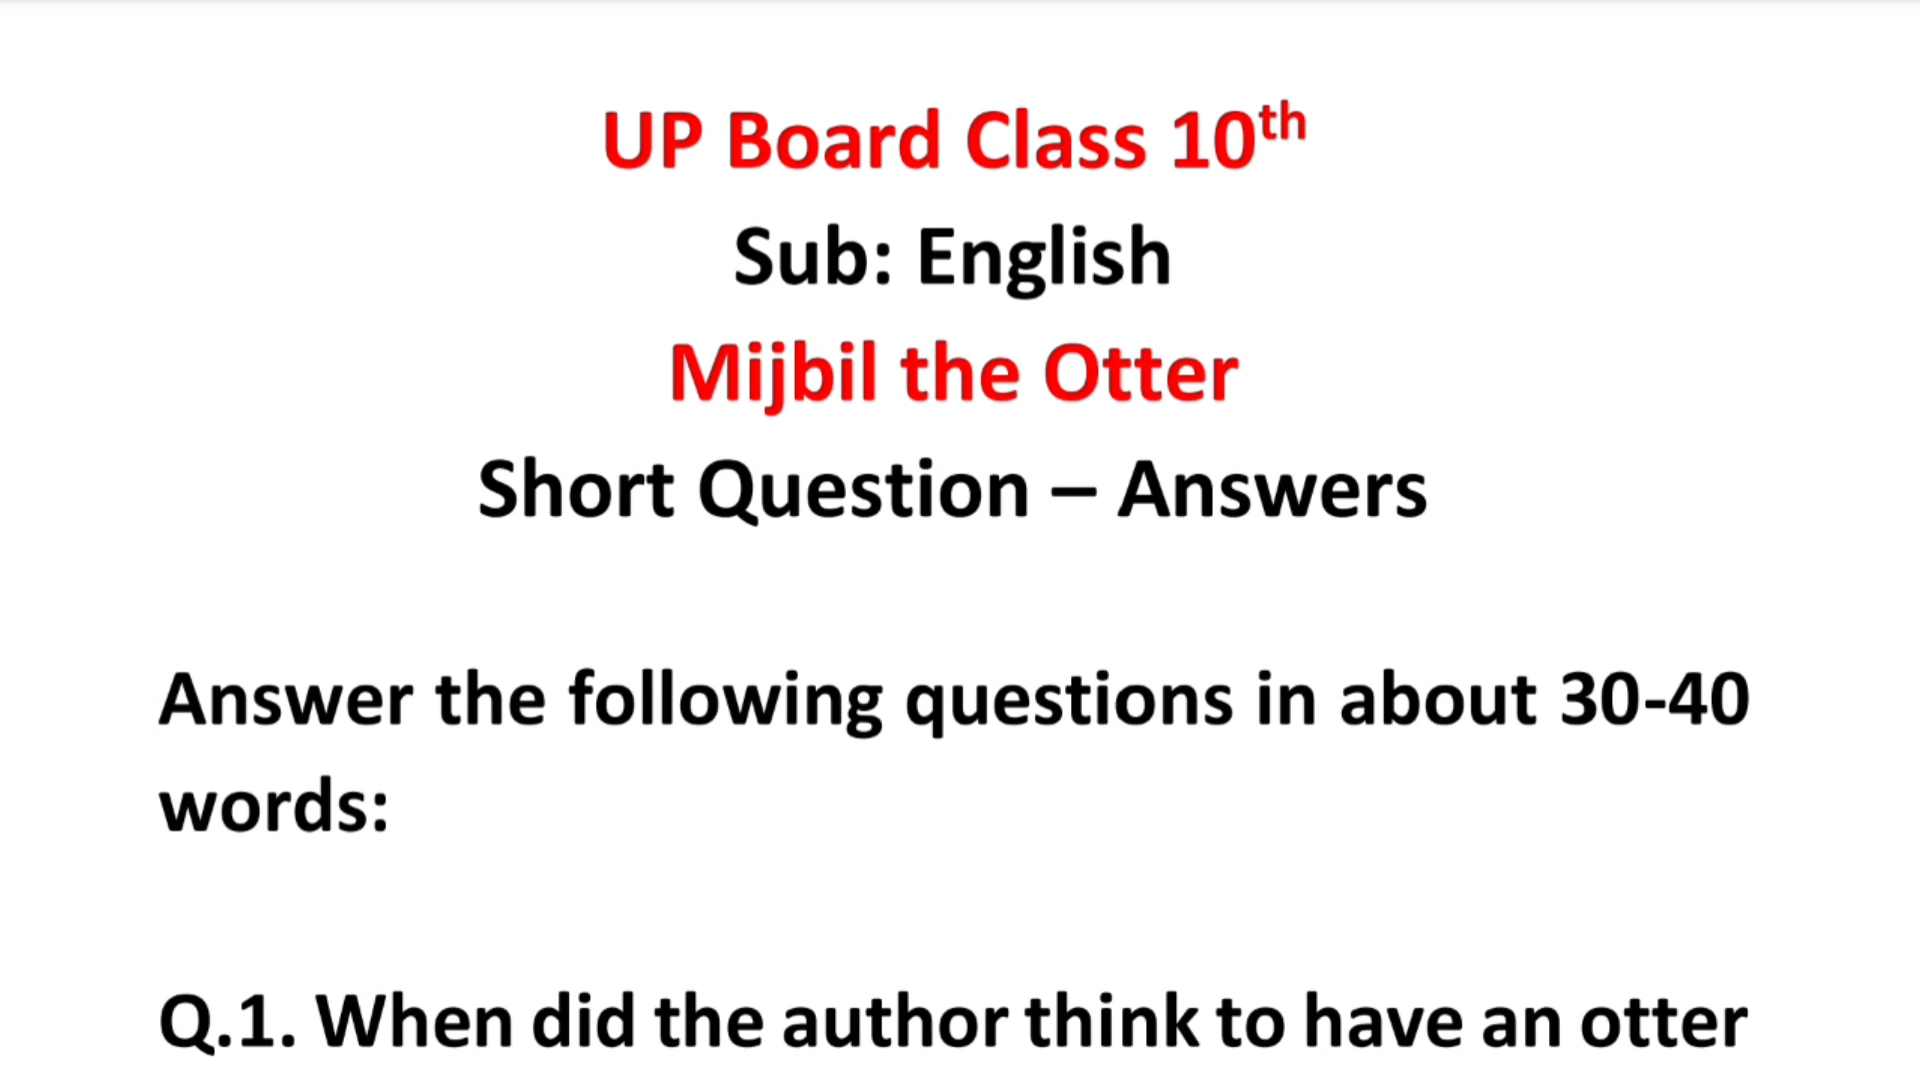 UP Board Class 10th
Sub: English
Mijbil the Otter
Short Question – Answers
Answer the following questions in about 30-40
words:
Q.1. When did the author think to have an otter